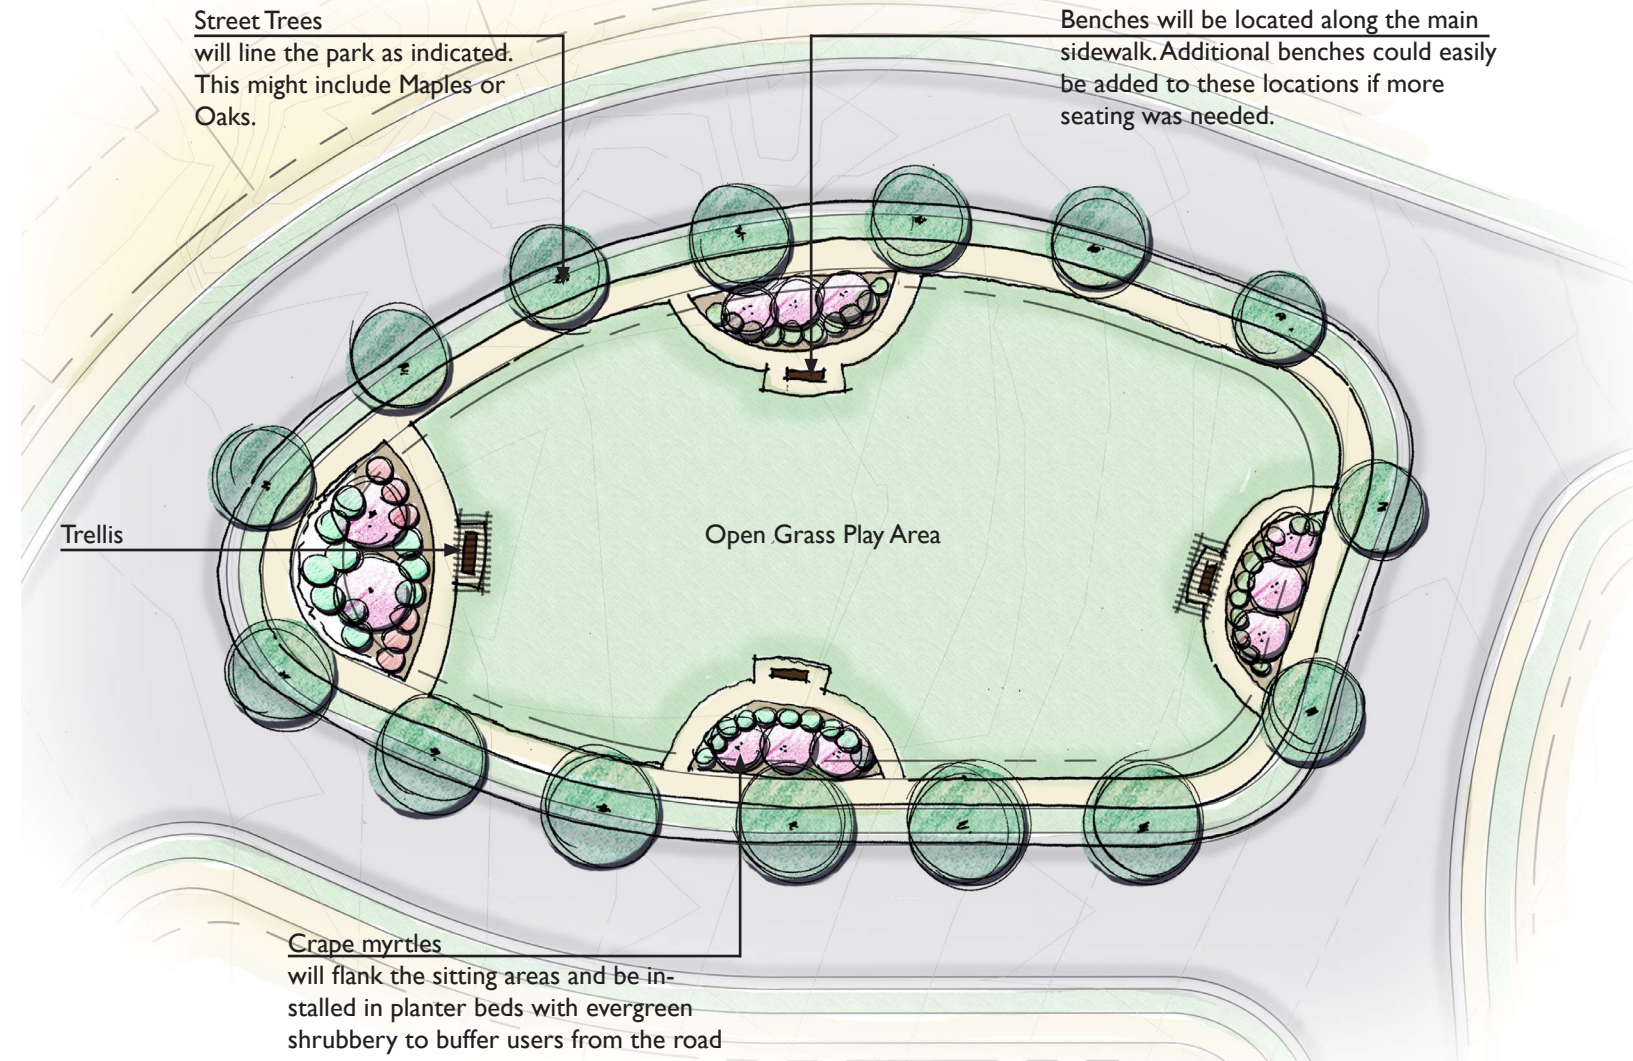 Street Trees
will line the park as indicated.
This might include Maples or
Oaks.
Benches will be located along the main
sidewalk. Additional benches could easily
be added to these locations if more
seating was needed.
Trellis
Open Grass Play Area
Crape myrtles
will flank the sitting areas and be in-
stalled in planter beds with evergreen
shrubbery to buffer users from the road